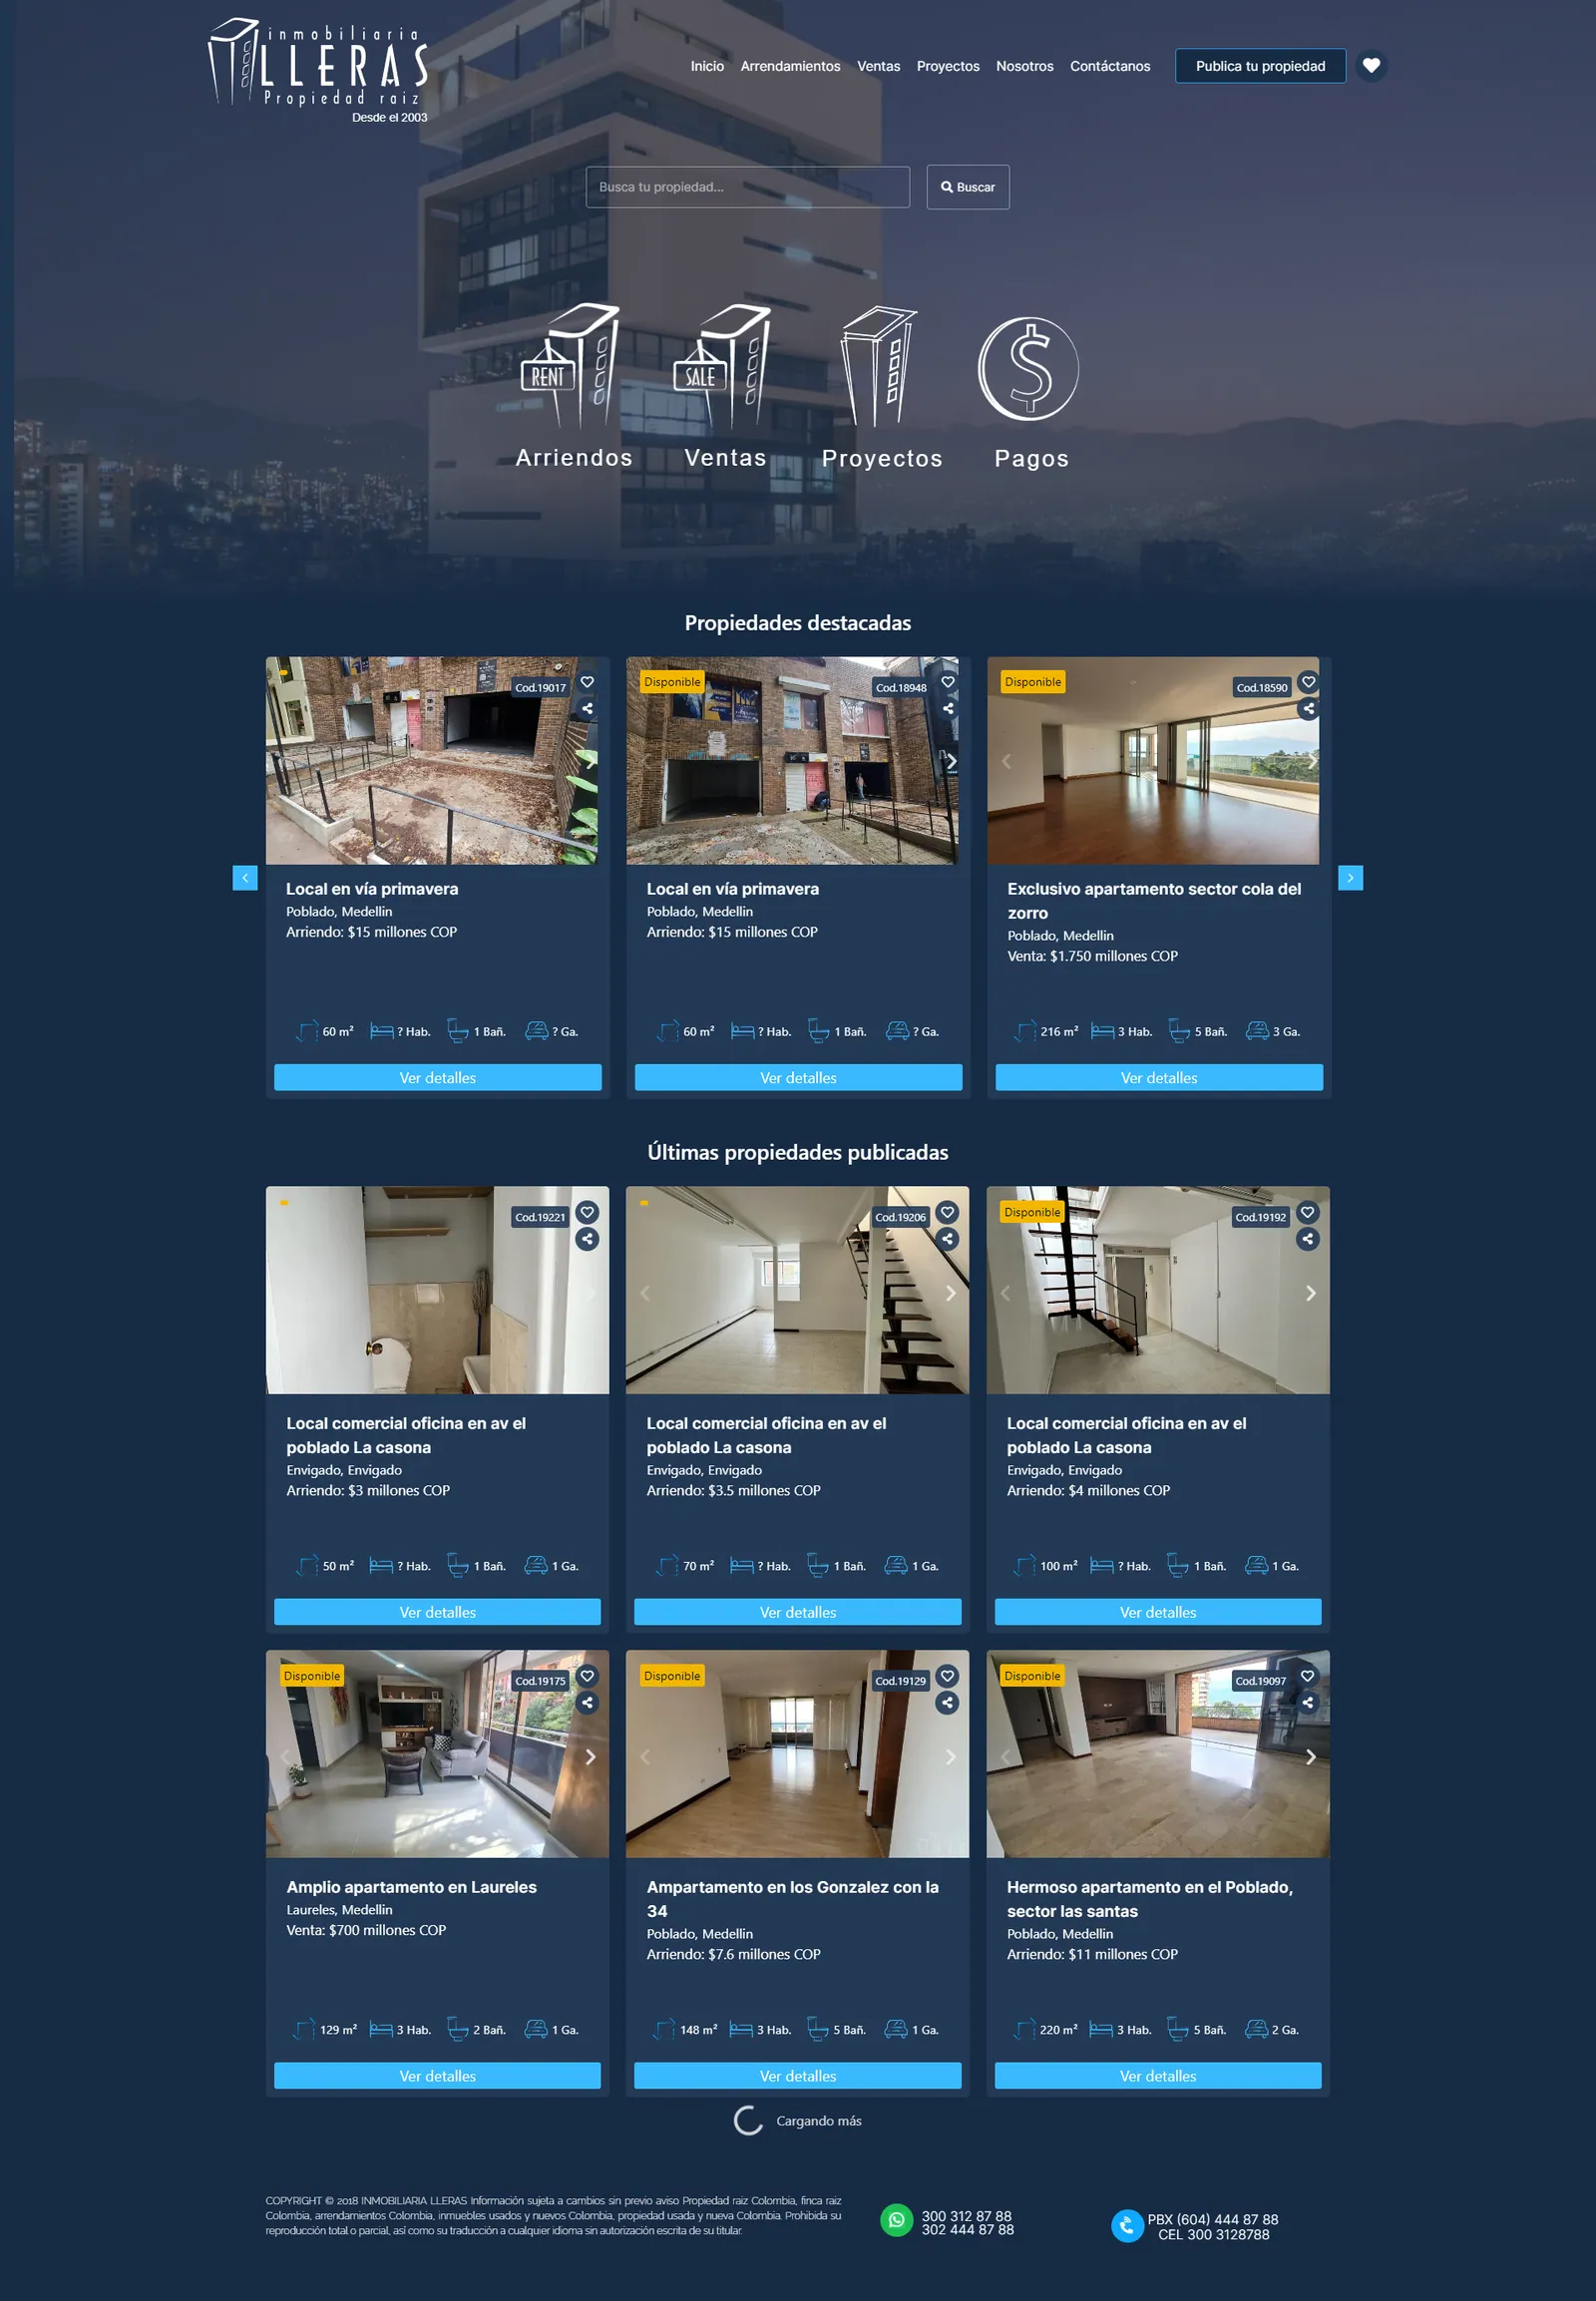 inmobiliaria
LLERAS
Propiedad raiz
Desde el 2003
Inicio Arrendamientos Ventas Proyectos Nosotros Contáctanos Publica tu propiedad
Busca tu propiedad... Buscar
RENT SALE
Arriendos Ventas Proyectos Pagos
Propiedades destacadas
Cod.19017
Local en vía primavera
Poblado, Medellin
Arriendo: $15 millones COP
60 m² ? Hab. 1 Bañ. ? Ga.
Ver detalles
Disponible Cod.18948
Local en vía primavera
Poblado, Medellin
Arriendo: $15 millones COP
60 m² ? Hab. 1 Bañ. ? Ga.
Ver detalles
Disponible Cod.18590
Exclusivo apartamento sector cola del
zorro
Poblado, Medellin
Venta: $1.750 millones COP
216 m² 3 Hab. 5 Bañ. 3 Ga.
Ver detalles
Últimas propiedades publicadas
Cod.19221
Local comercial oficina en av el
poblado La casona
Envigado, Envigado
Arriendo: $3 millones COP
50 m² ? Hab. 1 Bañ. 1 Ga.
Ver detalles
Cod.19206
Local comercial oficina en av el
poblado La casona
Envigado, Envigado
Arriendo: $3.5 millones COP
70 m² ? Hab. 1 Bañ. 1 Ga.
Ver detalles
Disponible Cod.19192
Local comercial oficina en av el
poblado La casona
Envigado, Envigado
Arriendo: $4 millones COP
100 m² ? Hab. 1 Bañ. 1 Ga.
Ver detalles
Disponible Cod.19175
Amplio apartamento en Laureles
Laureles, Medellin
Venta: $700 millones COP
129 m² 3 Hab. 2 Bañ. 1 Ga.
Ver detalles
Disponible Cod.19129
Ampartamento en los Gonzalez con la
34
Poblado, Medellin
Arriendo: $7.6 millones COP
148 m² 3 Hab. 5 Bañ. 1 Ga.
Ver detalles
Disponible Cod.19097
Hermoso apartamento en el Poblado,
sector las santas
Poblado, Medellin
Arriendo: $11 millones COP
220 m² 3 Hab. 5 Bañ. 2 Ga.
Ver detalles
Cargando más
COPYRIGHT © 2018 INMOBILIARIA LLERAS Información sujeta a cambios sin previo aviso Propiedad raiz Colombia, finca raiz
Colombia, arrendamientos Colombia, inmuebles usados y nuevos Colombia, propiedad usada y nueva Colombia. Prohibida su
reproducción total o parcial, así como su traducción a cualquier idioma sin autorización escrita de su titular.
300 312 87 88
302 444 87 88
PBX (604) 444 87 88
CEL 300 3128788